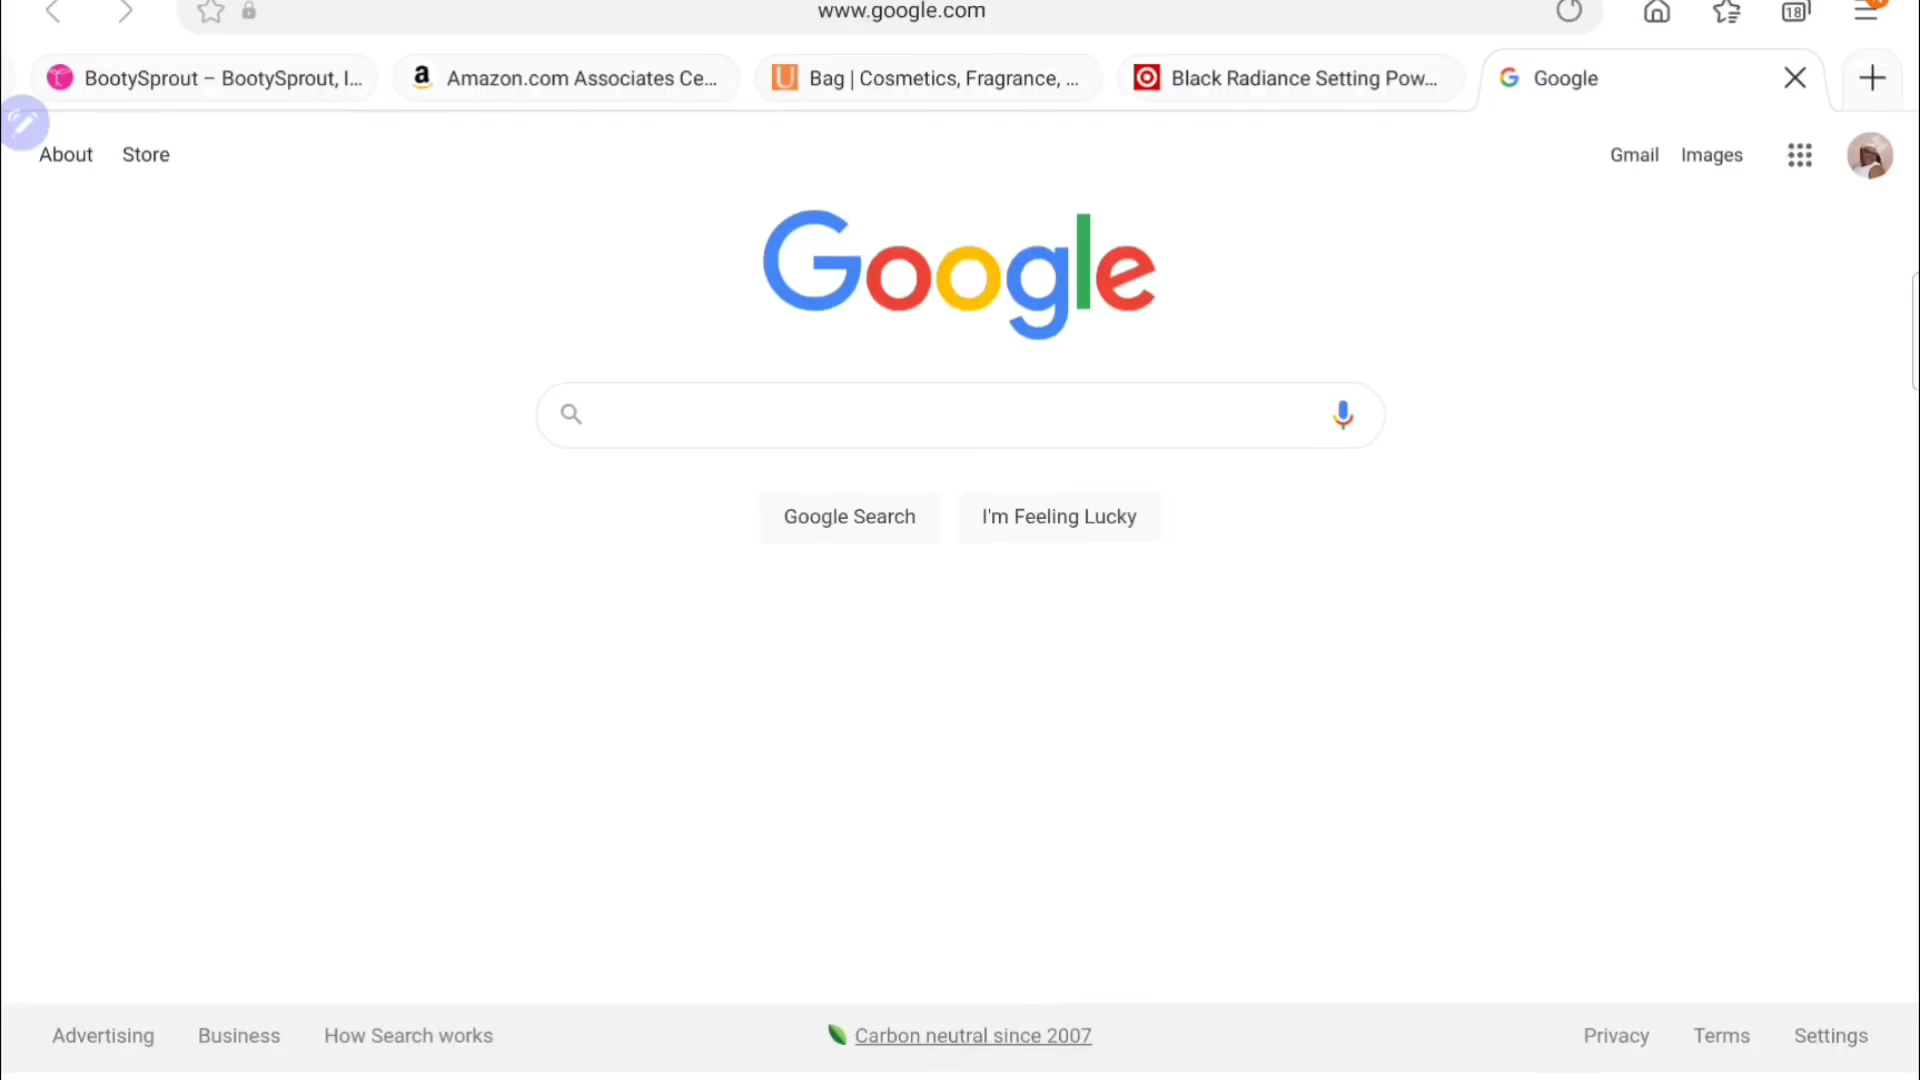 www.google.com
18
BootySprout – BootySprout, I...
Amazon.com Associates Ce...
Bag | Cosmetics, Fragrance, ...
Black Radiance Setting Pow...
Google
About Store
Gmail Images
Google
Google Search I'm Feeling Lucky
Advertising Business How Search works
Carbon neutral since 2007
Privacy Terms Settings